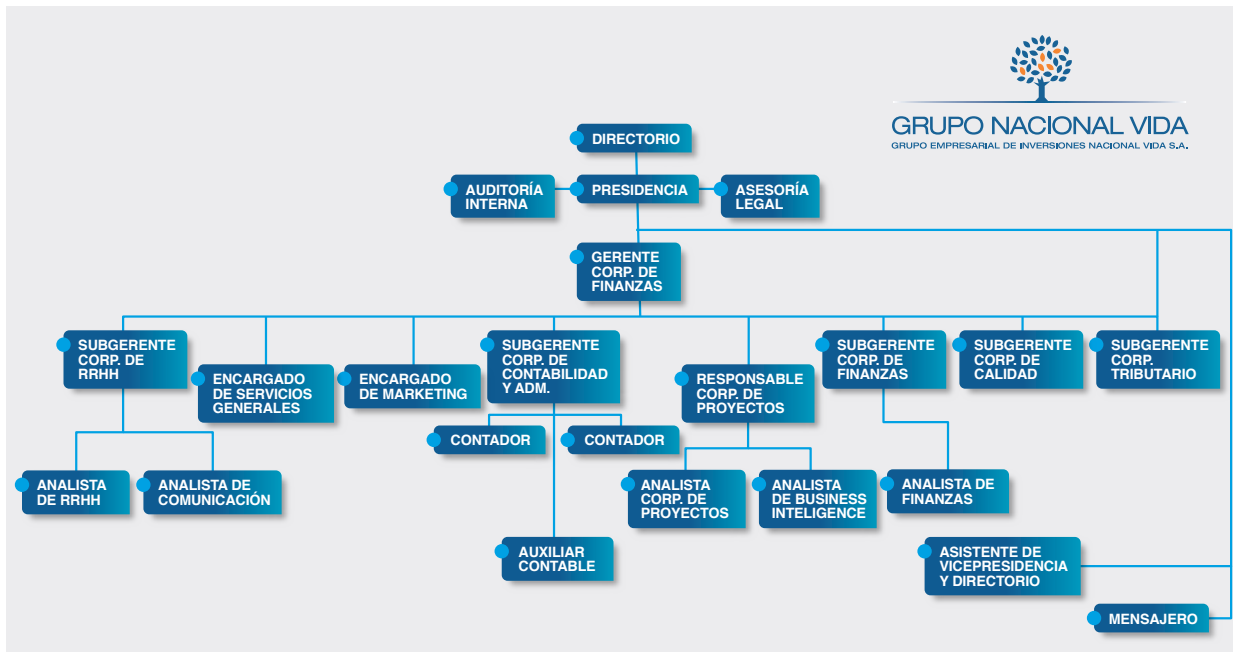 GRUPO NACIONAL VIDA
GRUPO EMPRESARIAL DE INVERSIONES NACIONAL VIDA S.A.
DIRECTORIO
AUDITORÍA
INTERNA
PRESIDENCIA
ASESORÍA
LEGAL
GERENTE
CORP. DE
FINANZAS
SUBGERENTE
CORP. DE
RRHH
ENCARGADO
DE SERVICIOS
GENERALES
ENCARGADO
DE MARKETING
SUBGERENTE
CORP. DE
CONTABILIDAD
Y ADM.
RESPONSABLE
CORP. DE
PROYECTOS
SUBGERENTE
CORP. DE
FINANZAS
SUBGERENTE
CORP. DE
CALIDAD
SUBGERENTE
CORP.
TRIBUTARIO
CONTADOR
CONTADOR
ANALISTA
DE RRHH
ANALISTA DE
COMUNICACIÓN
ANALISTA
CORP. DE
PROYECTOS
ANALISTA
DE BUSINESS
INTELIGENCE
ANALISTA DE
FINANZAS
AUXILIAR
CONTABLE
ASISTENTE DE
VICEPRESIDENCIA
Y DIRECTORIO
MENSAJERO